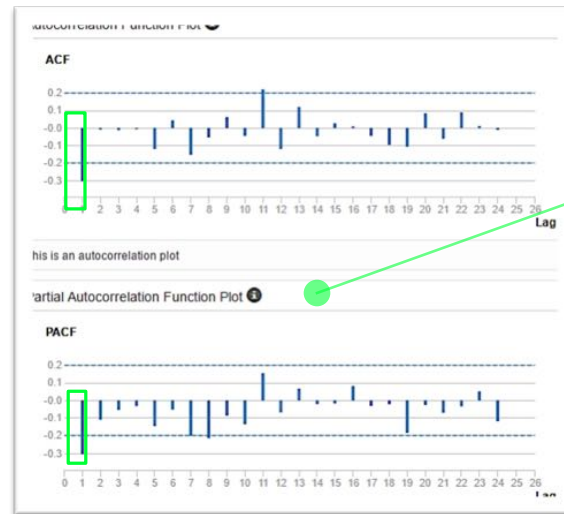 Autocorrelation Function Plot
ACF
0.2
0.1
-0.0
-0.1
-0.2
-0.3
0 1 2 3 4 5 6 7 8 9 10 11 12 13 14 15 16 17 18 19 20 21 22 23 24 25 26
Lag
his is an autocorrelation plot
artial Autocorrelation Function Plot i
PACF
0.2
0.1
-0.0
-0.1
-0.2
-0.3
0 1 2 3 4 5 6 7 8 9 10 11 12 13 14 15 16 17 18 19 20 21 22 23 24 25 26
Lag